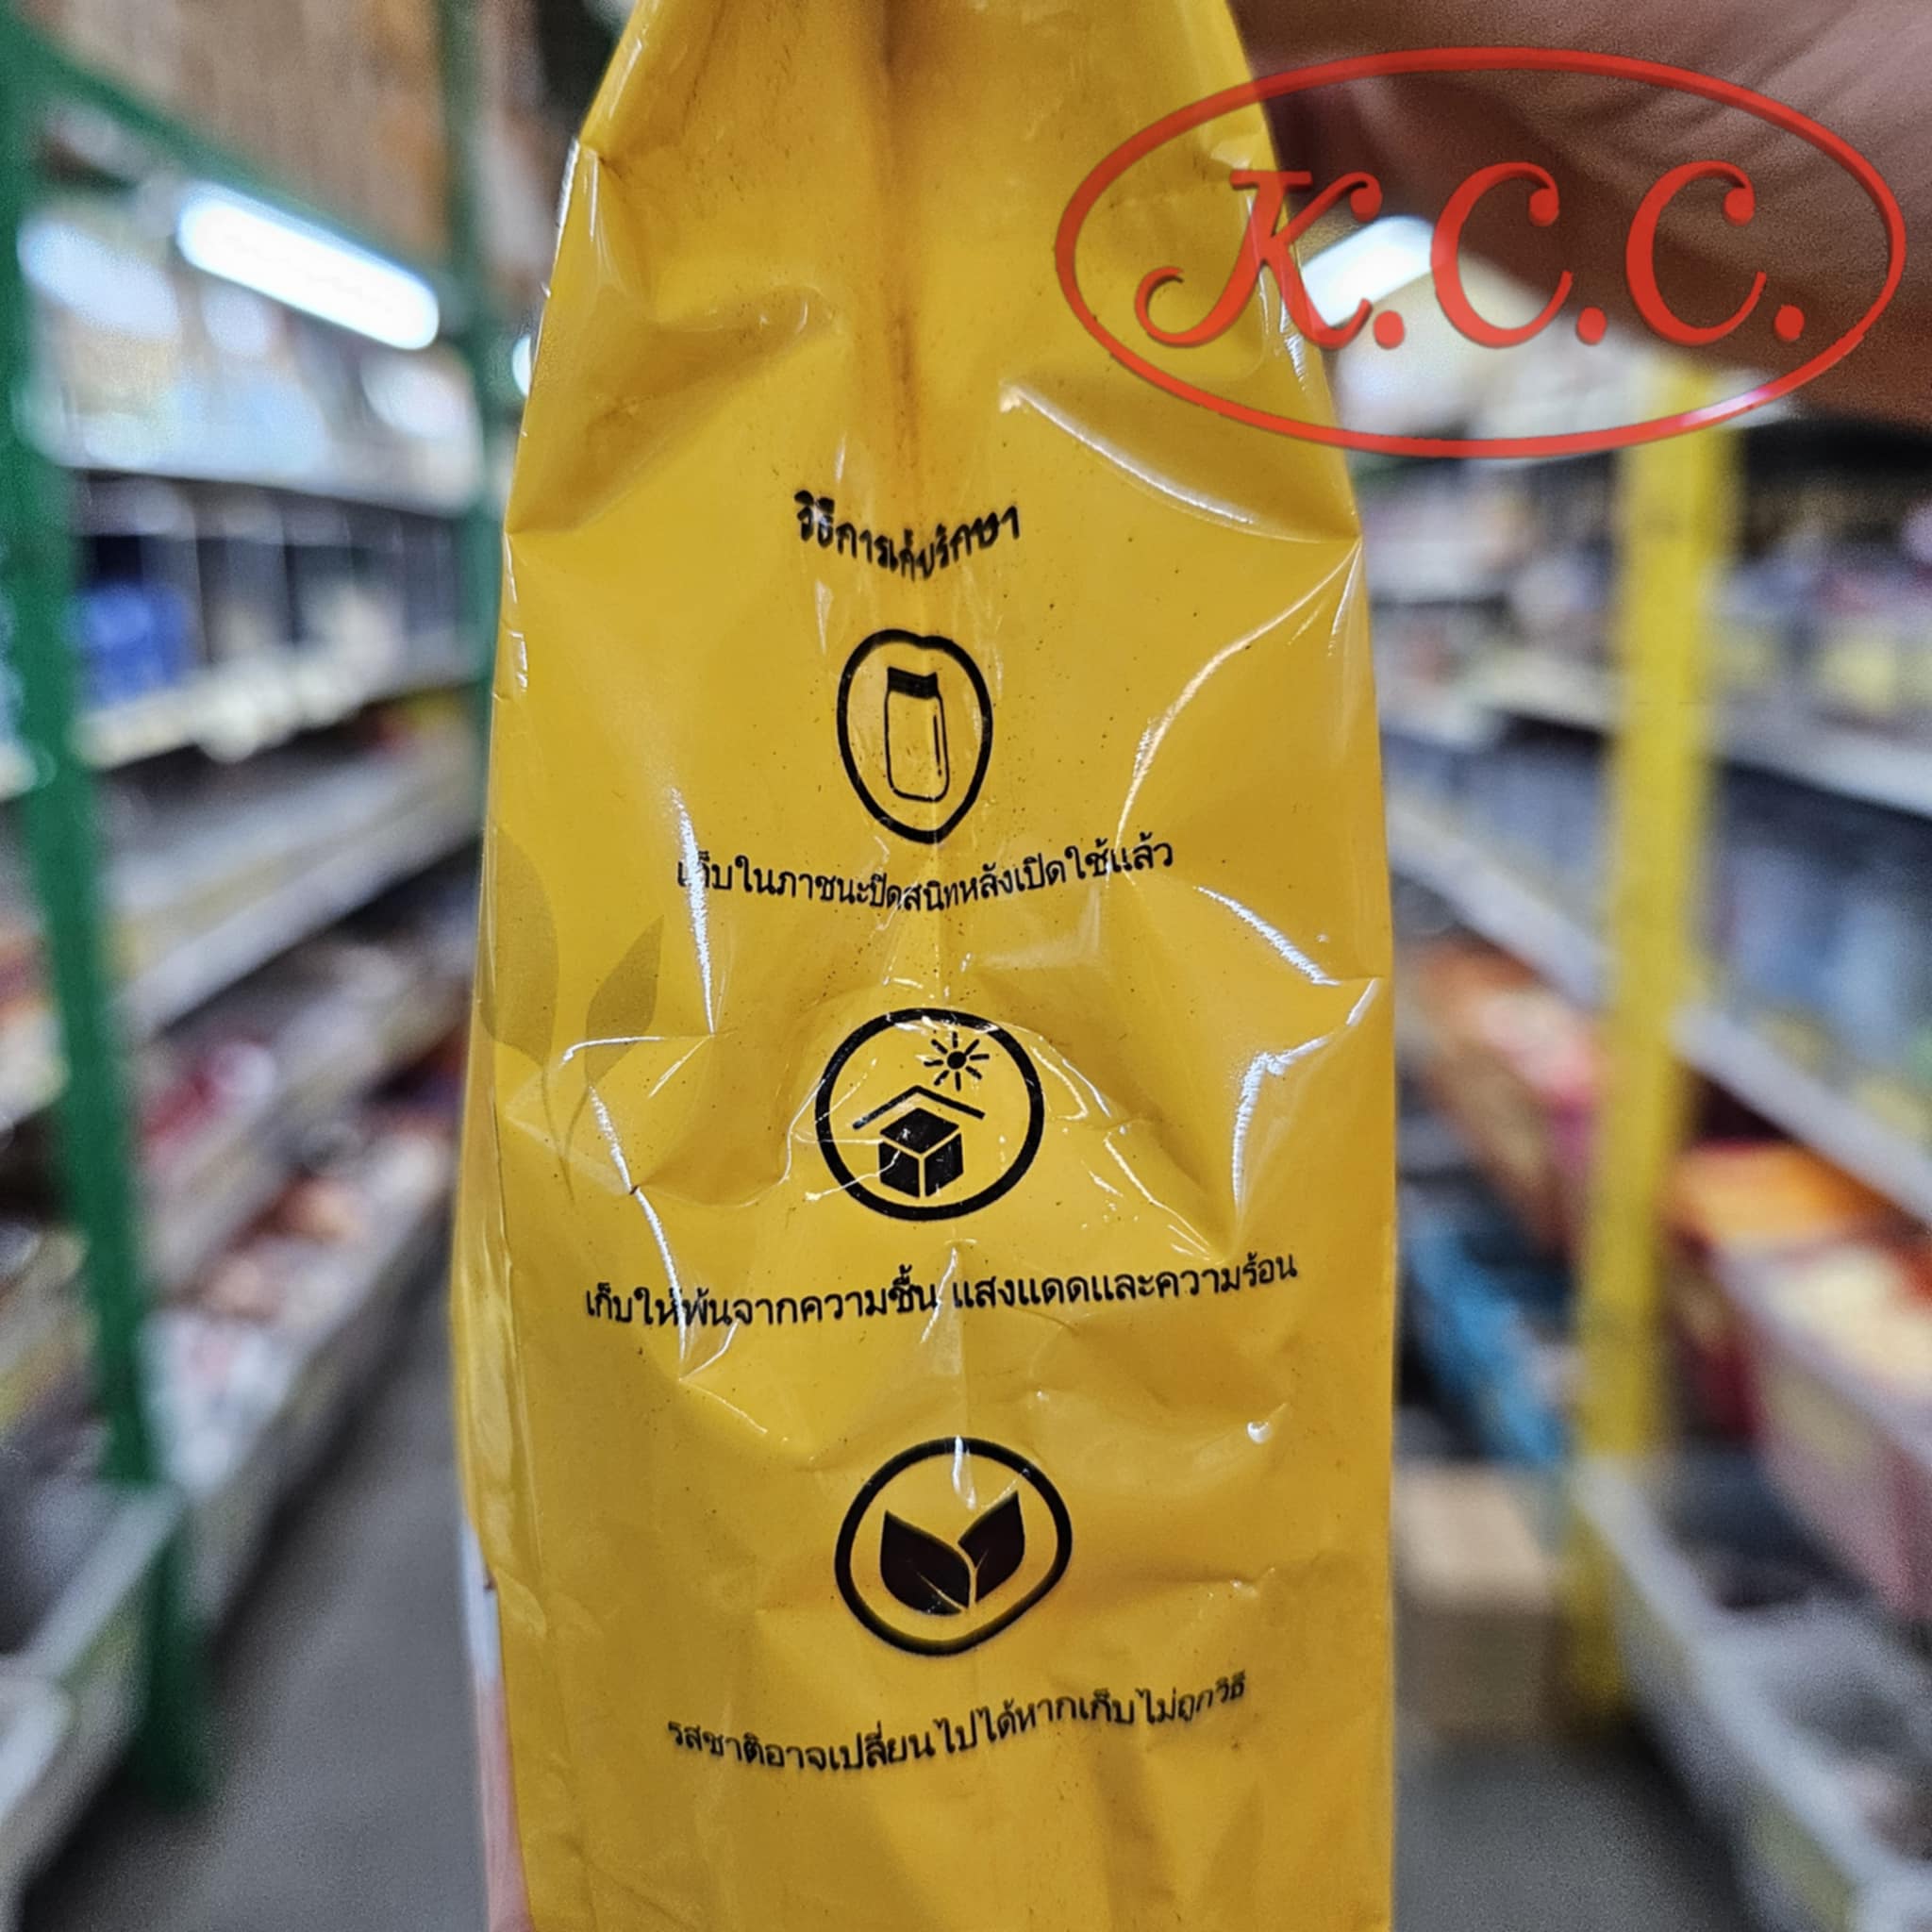 K.C.C.
วิธีการเก็บรักษา
เก็บในภาชนะปิดสนิทหลังเปิดใช้แล้ว
เก็บให้พ้นจากความชื้น แสงแดดและความร้อน
รสชาติอาจเปลี่ยนไปได้หากเก็บไม่ถูกวิธี